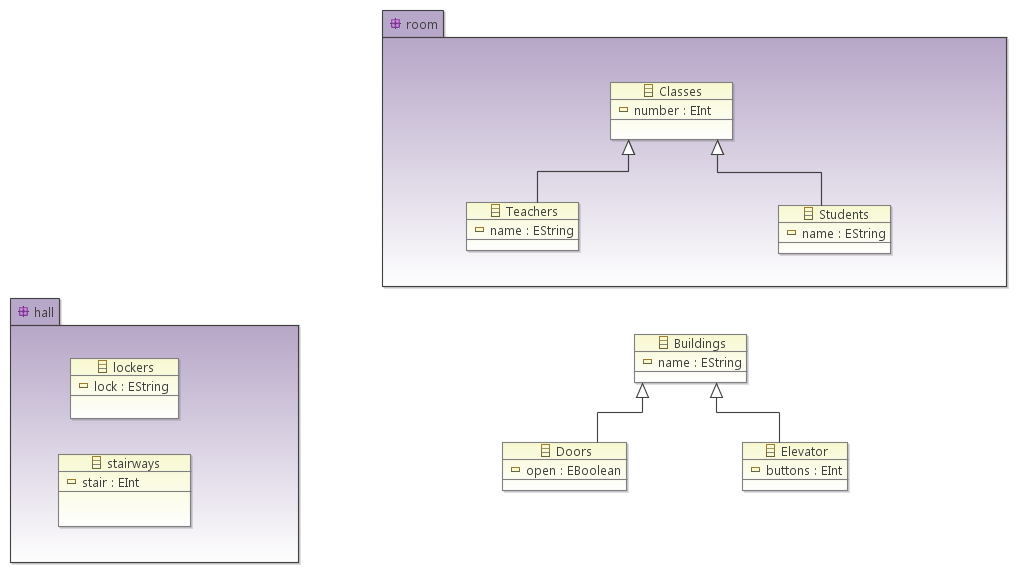 room
Classes
number : EInt
Teachers
name : EString
Students
name : EString
hall
lockers
lock : EString
stairways
stair : EInt
Buildings
name : EString
Doors
open : EBoolean
Elevator
buttons : EInt